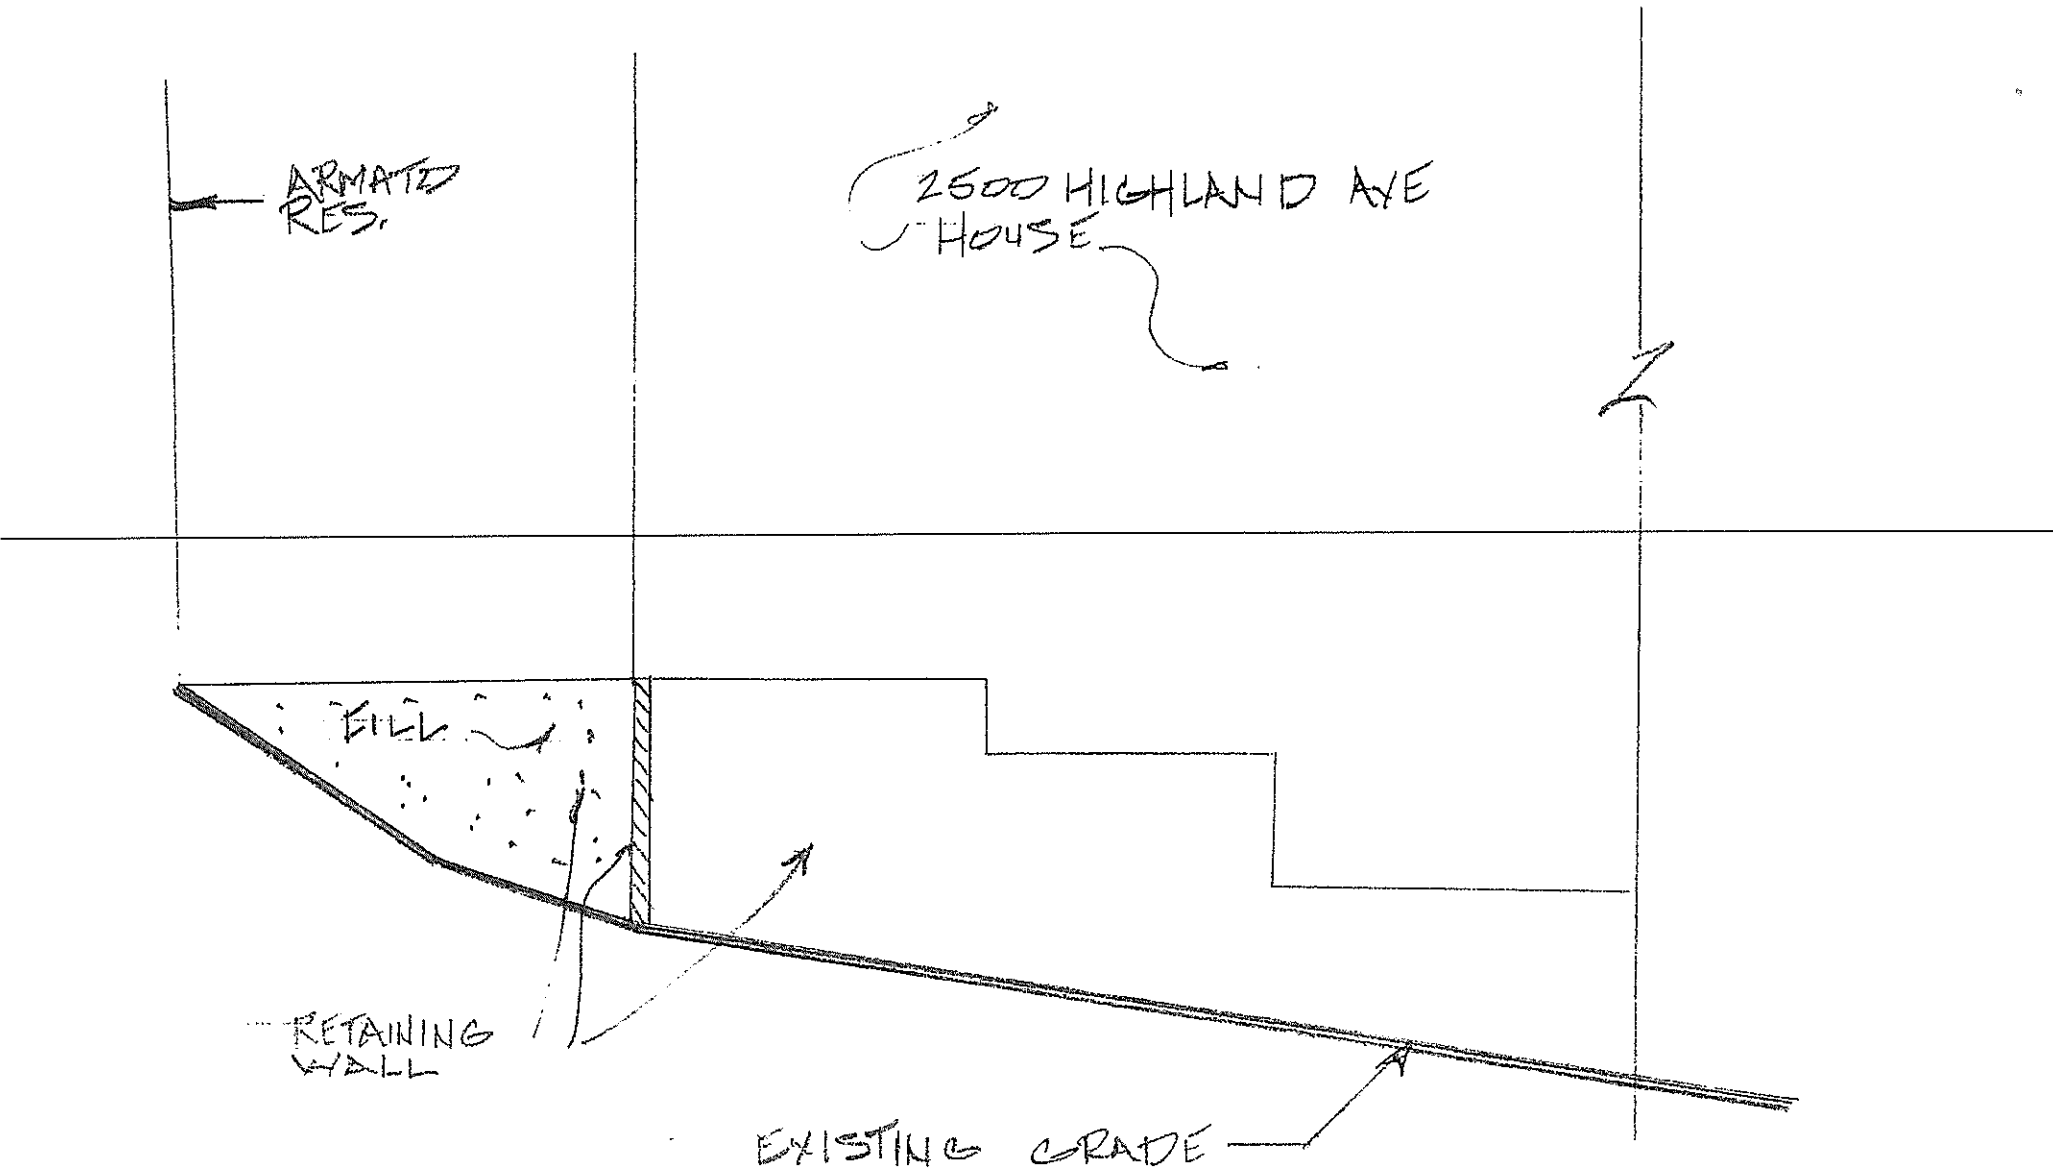 ARMATO
RES.
2500 HIGHLAND AVE
HOUSE
FILL
RETAINING
WALL
EXISTING GRADE